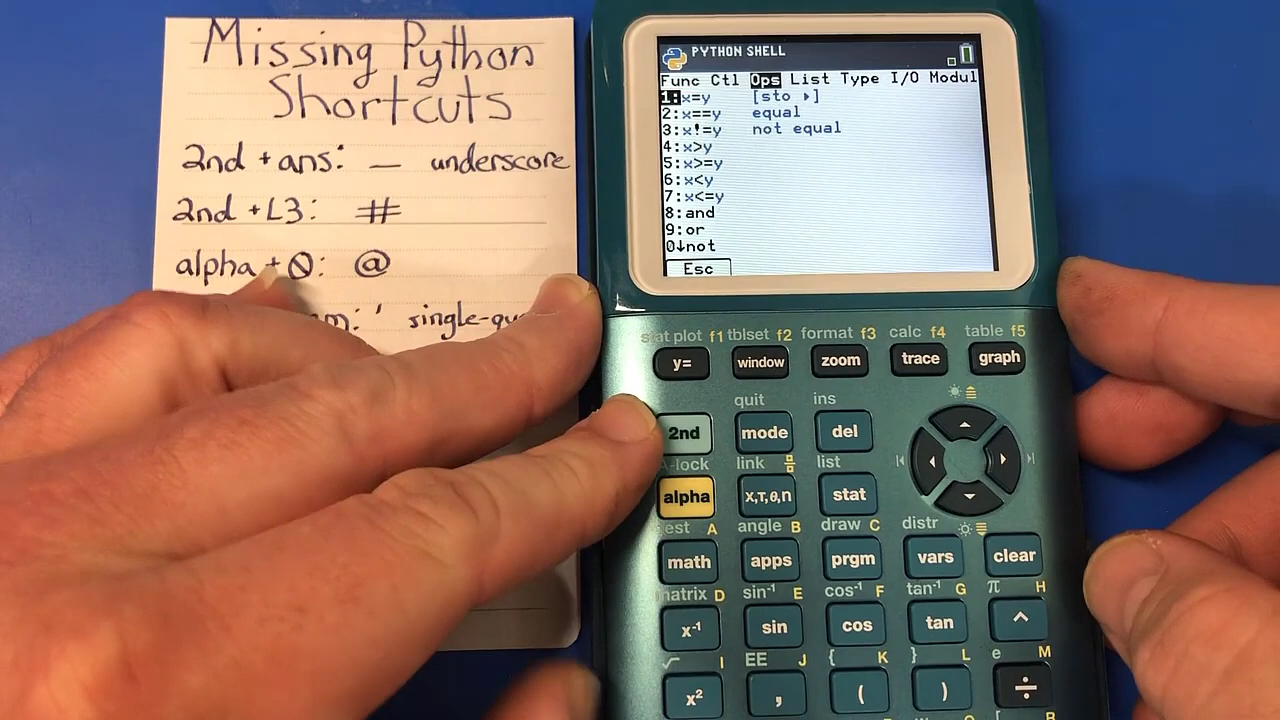 Missing Python
Shortcuts
2nd + ans: _ underscore
2nd + L3: #
alpha + 0: @
' single-qu
PYTHON SHELL
Func Ctl Ops List Type I/O Modul
1:x=y [sto ▸]
2:x==y equal
3:x!=y not equal
4:x>y
5:x>=y
6:x<y
7:x<=y
8:and
9:or
0↓not
Esc
stat plot f1 tblset f2 format f3 calc f4 table f5
y= window zoom trace graph
quit ins
2nd mode del
A-lock link list
alpha x,T,θ,n stat
test A angle B draw C distr
math apps prgm vars clear
matrix D sin⁻¹ E cos⁻¹ F tan⁻¹ G π H
x⁻¹ sin cos tan ^
√ I EE J { K } L e M
x² , ( ) ÷